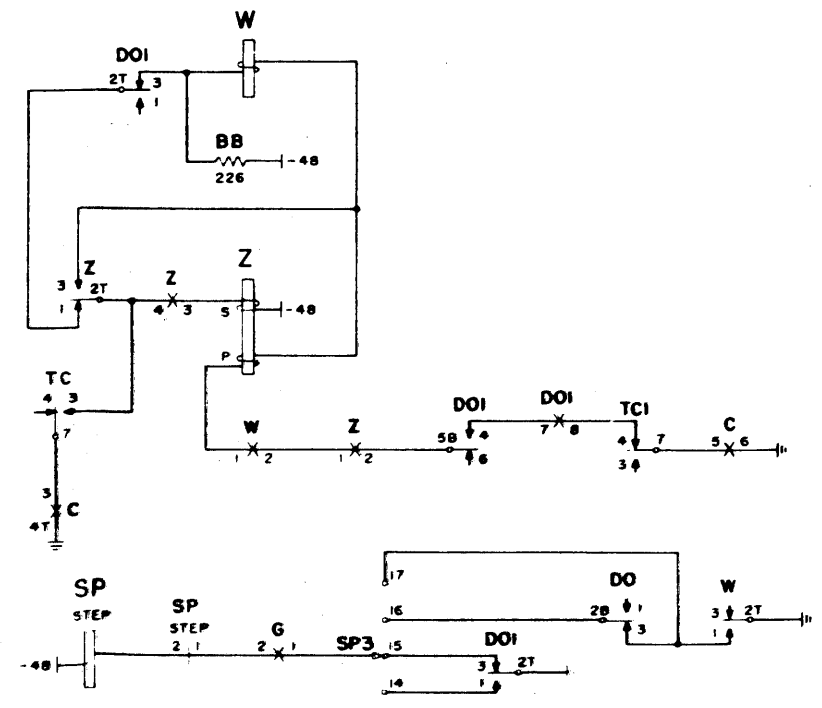 W
DO1
2T 3
1
BB
-48
226
Z
Z
3 2T
Z
1 4 3
S -48
P
TC
4 3
7
DO1
DO1
TC1
C
W
Z
5B 4
7 8
4 7 5 6
1 2
1 2
6
3
3
C
4T
17
SP
STEP
SP
STEP
16
2B
DO
1
3
W
3 2T
1
G
2 1
2 1
SP3
15
DO1
3 2T
1
-48
14